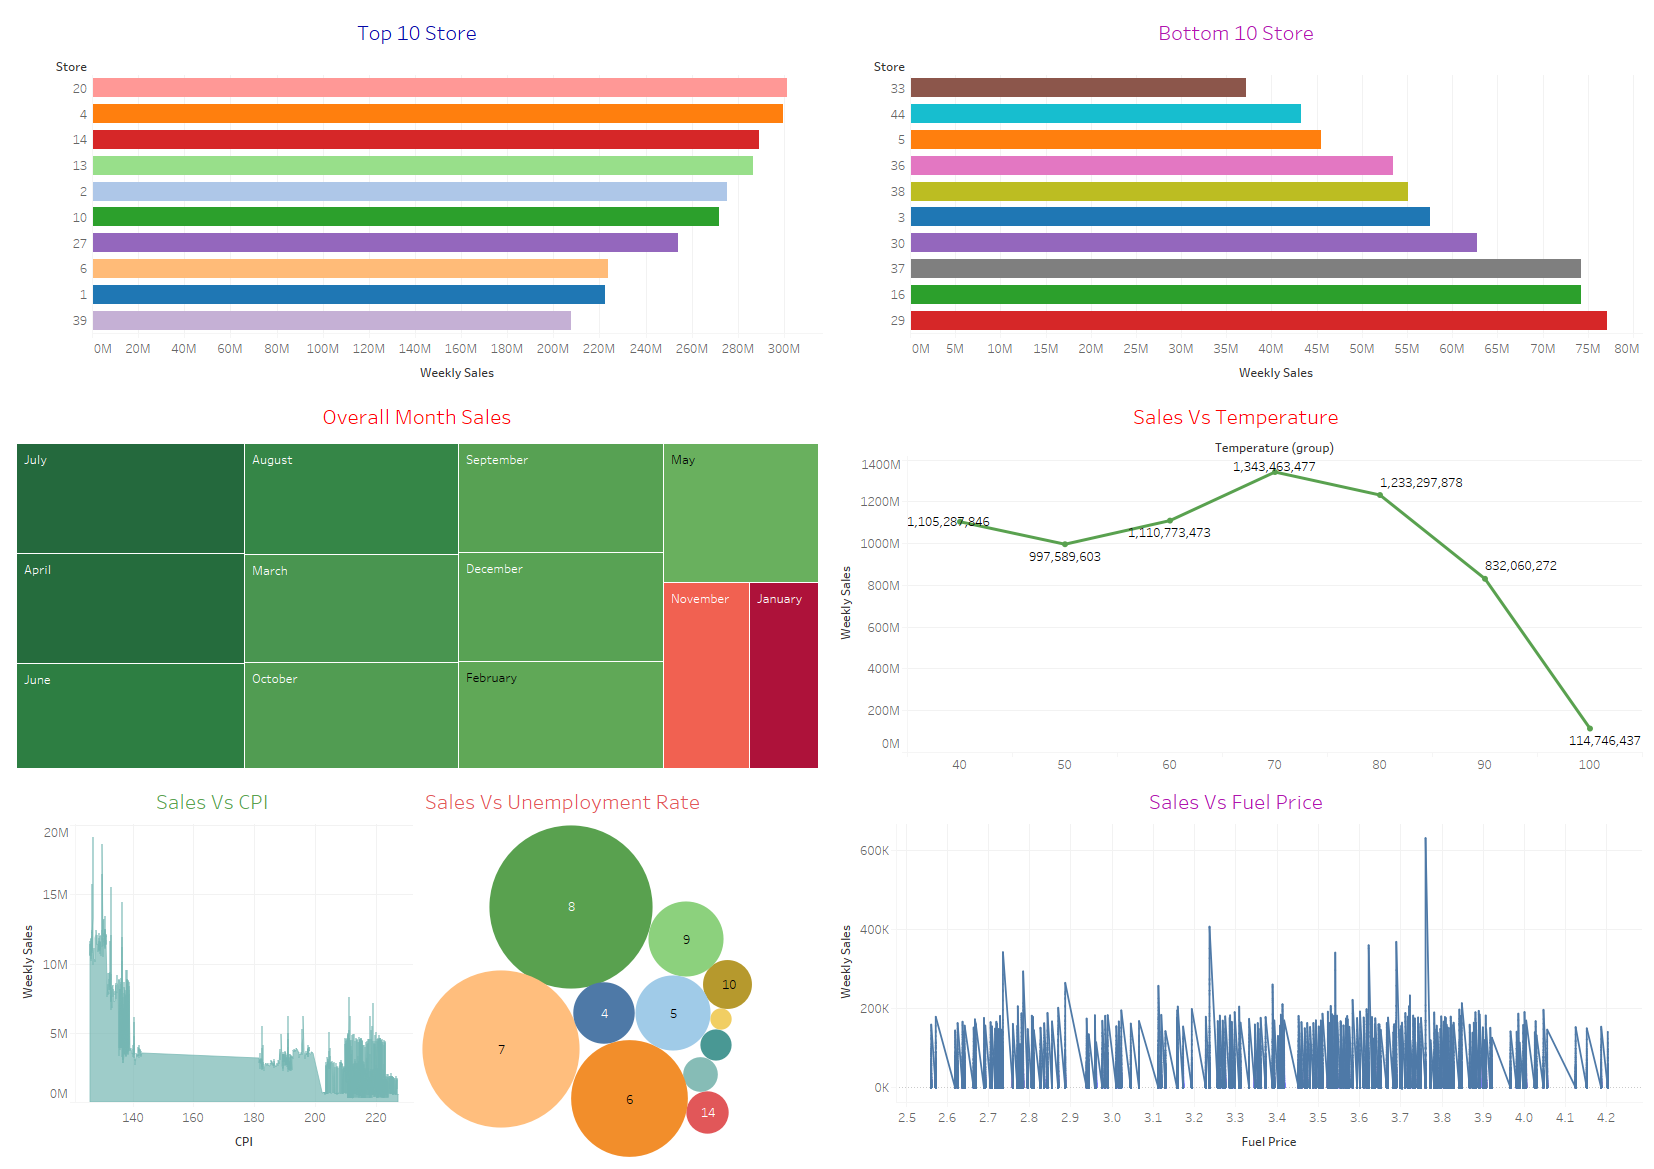 Top 10 Store
Store
20
4
14
13
2
10
27
6
1
39
0M 20M 40M 60M 80M 100M 120M 140M 160M 180M 200M 220M 240M 260M 280M 300M
Weekly Sales
Bottom 10 Store
Store
33
44
5
36
38
3
30
37
16
29
0M 5M 10M 15M 20M 25M 30M 35M 40M 45M 50M 55M 60M 65M 70M 75M 80M
Weekly Sales
Overall Month Sales
July
April
June
August
March
October
September
December
February
May
November
January
Sales Vs Temperature
Temperature (group)
Weekly Sales
1400M
1200M
1000M
800M
600M
400M
200M
0M
1,105,287,846
997,589,603
1,110,773,473
1,343,463,477
1,233,297,878
832,060,272
114,746,437
40 50 60 70 80 90 100
Sales Vs CPI
Weekly Sales
20M
15M
10M
5M
0M
140 160 180 200 220
CPI
Sales Vs Unemployment Rate
8
9
10
4
5
7
6
14
Sales Vs Fuel Price
Weekly Sales
600K
400K
200K
0K
2.5 2.6 2.7 2.8 2.9 3.0 3.1 3.2 3.3 3.4 3.5 3.6 3.7 3.8 3.9 4.0 4.1 4.2
Fuel Price